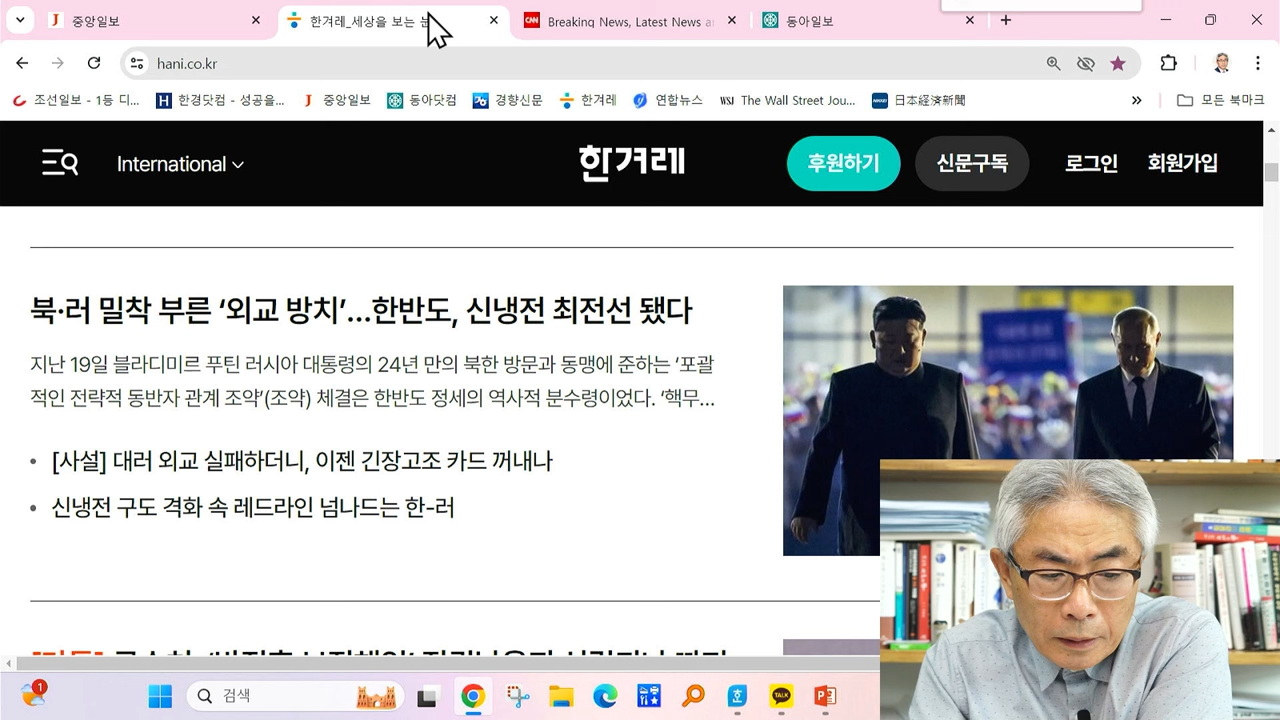 중앙일보
한겨레_세상을 보는 눈
CNN
Breaking News, Latest News a
동아일보
hani.co.kr
조선일보 - 1등 디...
한경닷컴 - 성공을...
중앙일보
동아닷컴
경향신문
한겨레
연합뉴스
WSJ The Wall Street Jou...
NIKKEI 日本経済新聞
모든 북마크
International
한겨레
후원하기
신문구독
로그인
회원가입
북·러 밀착 부른 ‘외교 방치’...한반도, 신냉전 최전선 됐다
지난 19일 블라디미르 푸틴 러시아 대통령의 24년 만의 북한 방문과 동맹에 준하는 ‘포괄
적인 전략적 동반자 관계 조약’(조약) 체결은 한반도 정세의 역사적 분수령이었다. ‘핵무...
• [사설] 대러 외교 실패하더니, 이젠 긴장고조 카드 꺼내나
• 신냉전 구도 격화 속 레드라인 넘나드는 한-러
1
검색
TALK